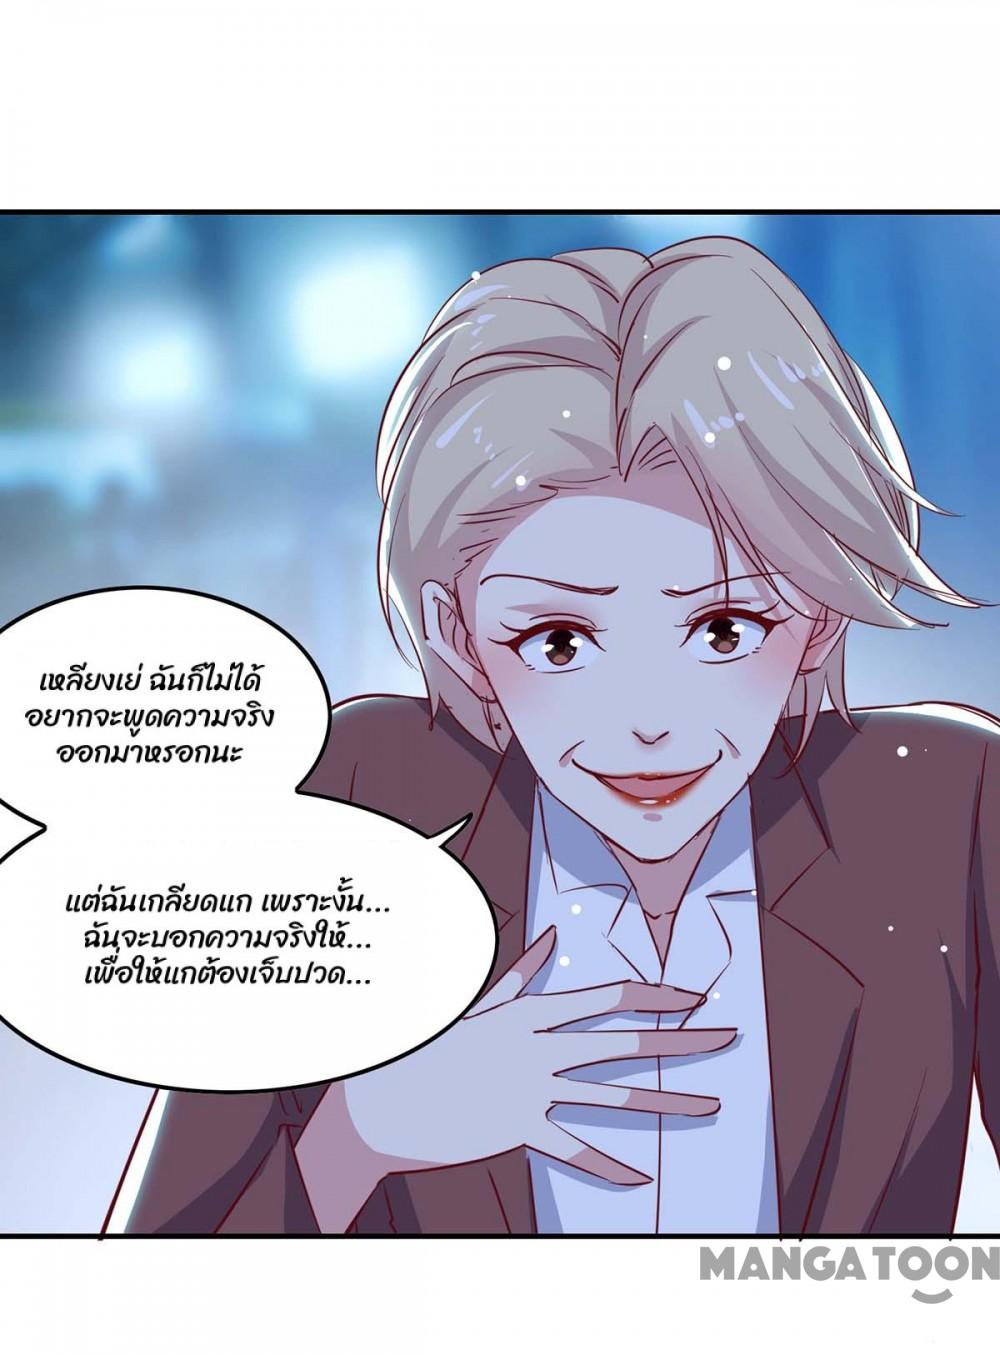 เหลียงเย่ ฉันก็ไม่ได้
อยากจะพูดความจริง
ออกมาหรอกนะ
แต่ฉันเกลียดแก เพราะงั้น...
ฉันจะบอกความจริงให้...
เพื่อให้แกต้องเจ็บปวด...
MANGATOON